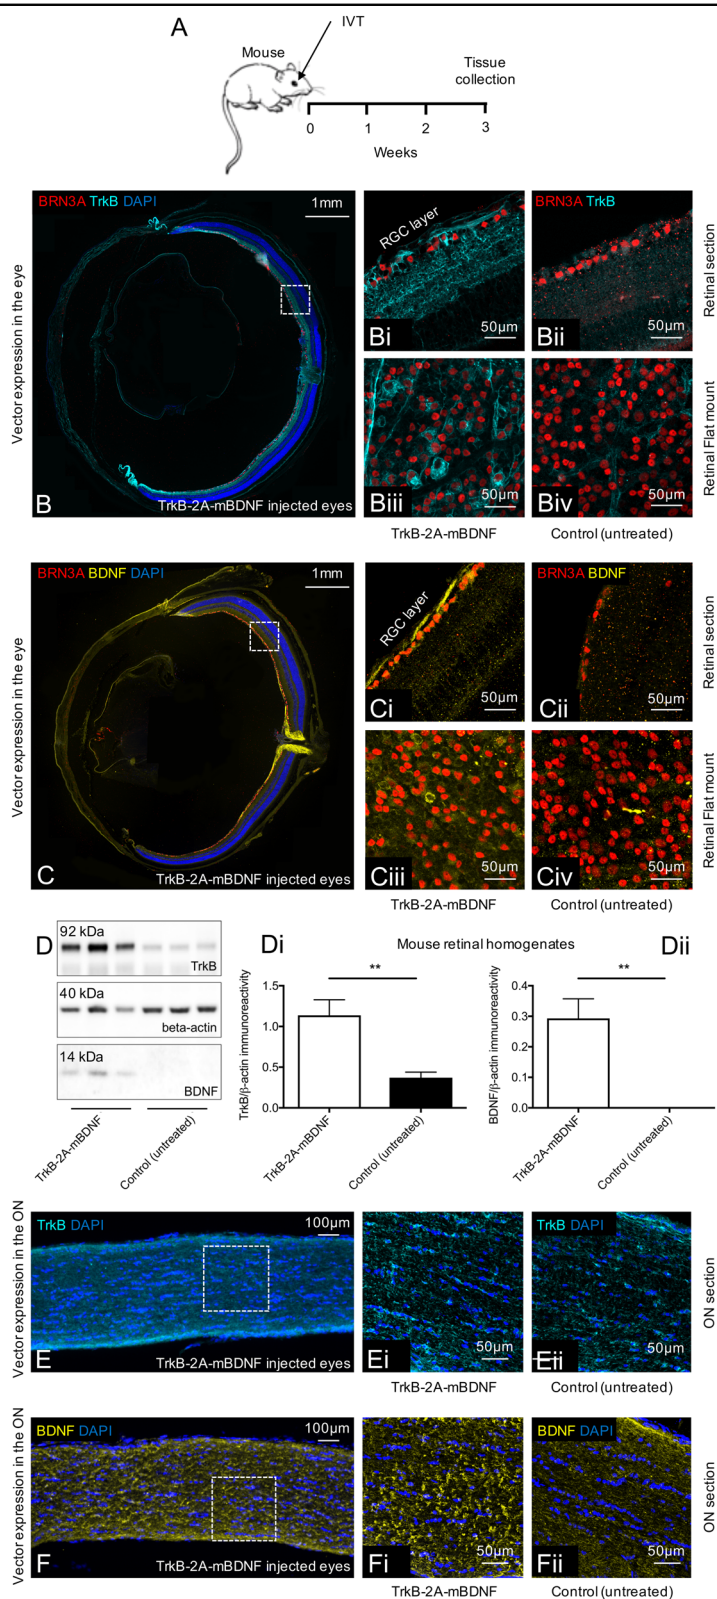 A
IVT
Mouse
Tissue
collection
0 1 2 3
Weeks
BRN3A TrkB DAPI
1mm
Vector expression in the eye
B
TrkB-2A-mBDNF injected eyes
RGC layer
Bi
50μm
BRN3A TrkB
Bii
50μm
Retinal section
Biii
50μm
Biv
50μm
Retinal Flat mount
TrkB-2A-mBDNF
Control (untreated)
BRN3A BDNF DAPI
1mm
Vector expression in the eye
C
TrkB-2A-mBDNF injected eyes
RGC layer
Ci
50μm
BRN3A BDNF
Cii
50μm
Retinal section
Ciii
50μm
Civ
50μm
Retinal Flat mount
TrkB-2A-mBDNF
Control (untreated)
D
92 kDa
TrkB
40 kDa
beta-actin
14 kDa
BDNF
TrkB-2A-mBDNF
Control (untreated)
Di
Mouse retinal homogenates
Dii
TrkB/β-actin immunoreactivity
1.5
1.0
0.5
0.0
**
TrkB-2A-mBDNF
Control (untreated)
BDNF/β-actin immunoreactivity
0.4
0.3
0.2
0.1
0.0
**
TrkB-2A-mBDNF
Control (untreated)
Vector expression in the ON
TrkB DAPI
100μm
E
TrkB-2A-mBDNF injected eyes
Ei
50μm
TrkB DAPI
Eii
50μm
ON section
TrkB-2A-mBDNF
Control (untreated)
Vector expression in the ON
BDNF DAPI
100μm
F
TrkB-2A-mBDNF injected eyes
Fi
50μm
BDNF DAPI
Fii
50μm
ON section
TrkB-2A-mBDNF
Control (untreated)